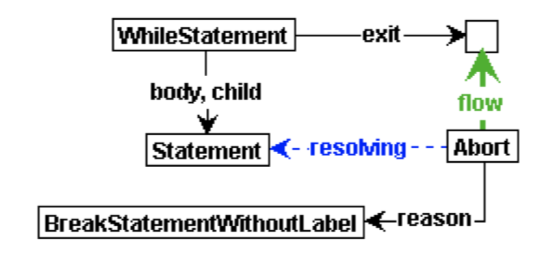 WhileStatement
exit
body, child
flow
Statement
resolving
Abort
BreakStatementWithoutLabel
reason